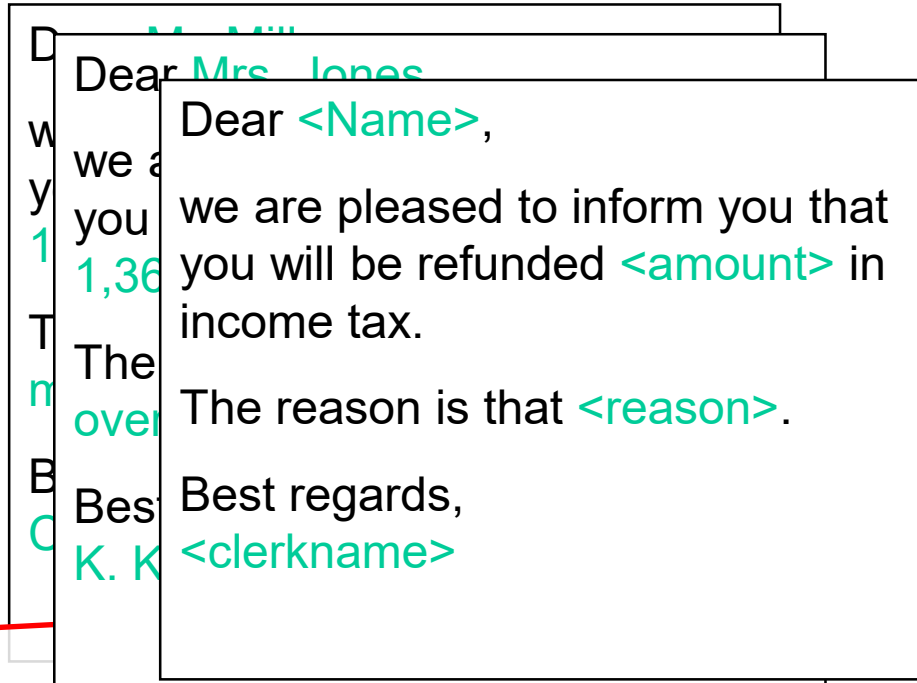 Dear Mrs. Jones
we a
you
1,36
The
over
Best
K. K
Dear <Name>,
we are pleased to inform you that
you will be refunded <amount> in
income tax.
The reason is that <reason>.
Best regards,
<clerkname>